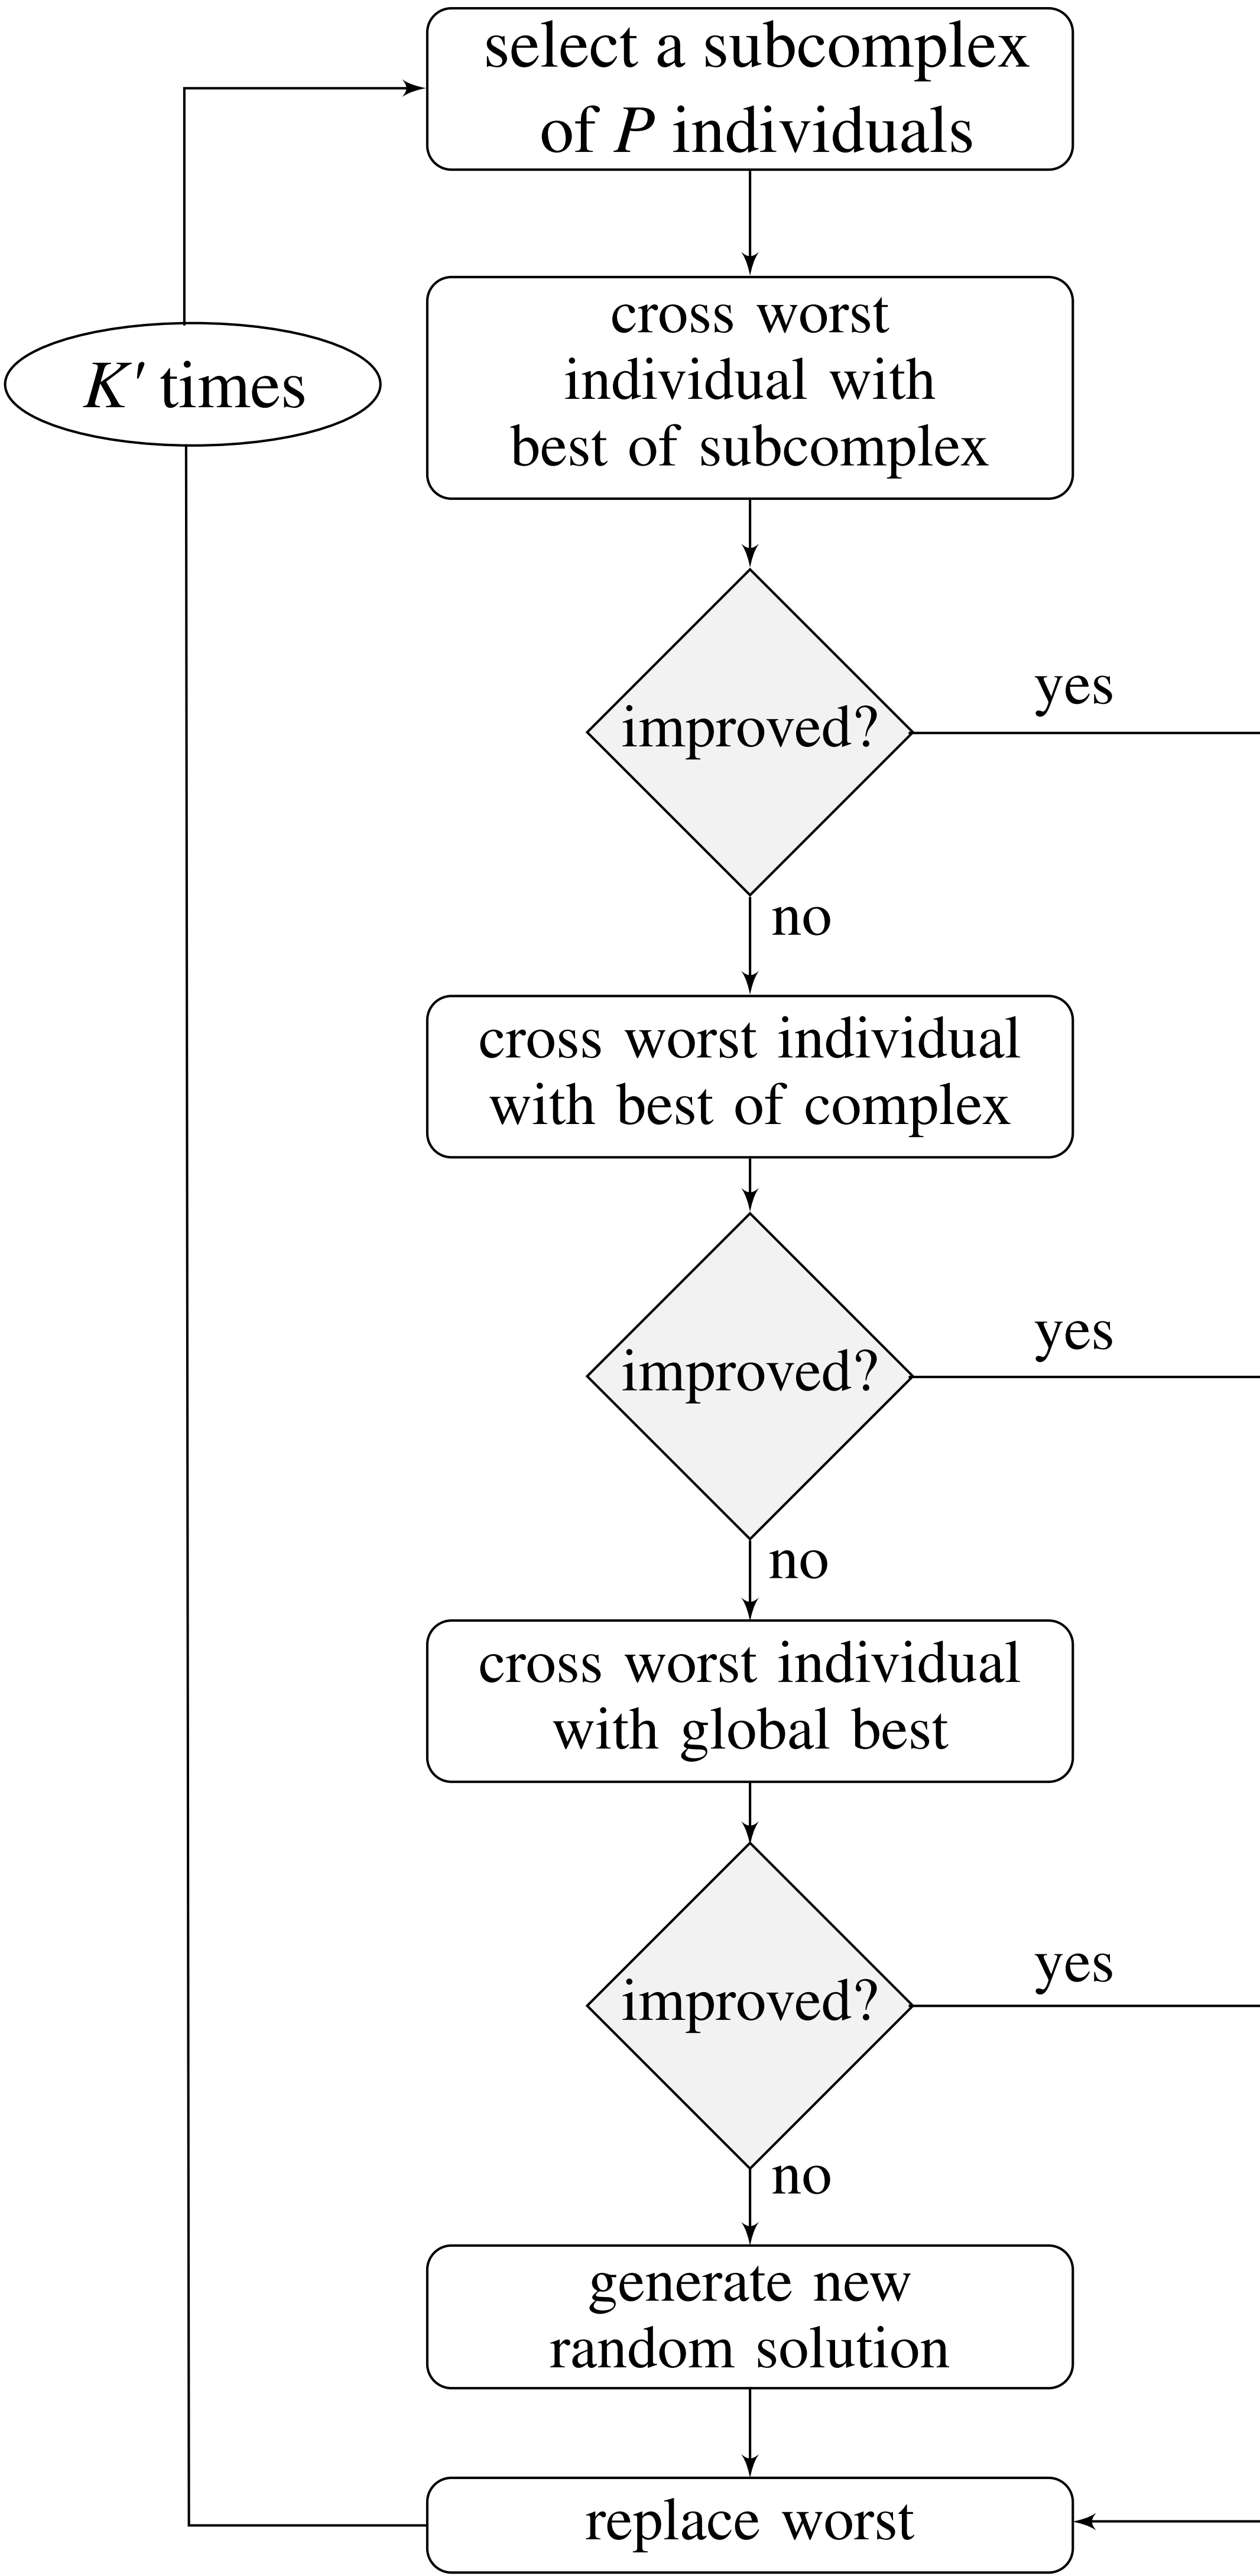 select a subcomplex
of P individuals
cross worst
individual with
best of subcomplex
K′ times
improved?
yes
no
cross worst individual
with best of complex
improved?
yes
no
cross worst individual
with global best
improved?
yes
no
generate new
random solution
replace worst